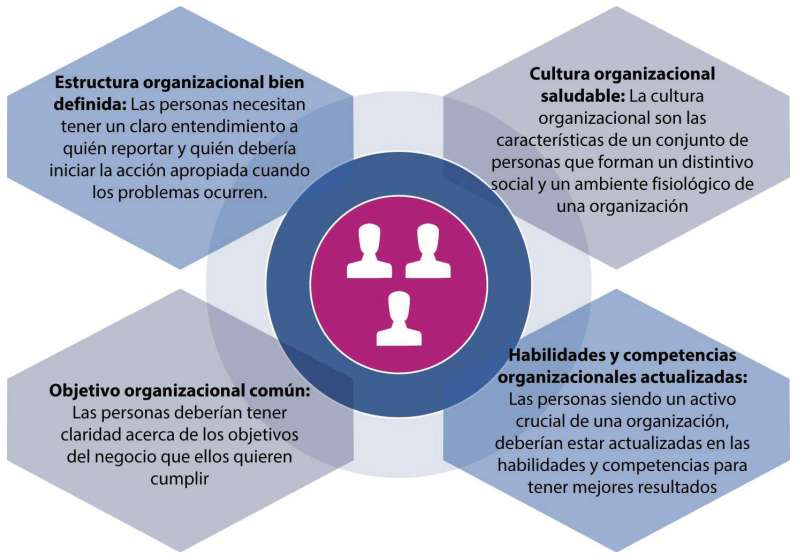 Estructura organizacional bien
definida: Las personas necesitan
tener un claro entendimiento a
quién reportar y quién debería
iniciar la acción apropiada cuando
los problemas ocurren.
Cultura organizacional
saludable: La cultura
organizacional son las
características de un conjunto de
personas que forman un distintivo
social y un ambiente fisiológico de
una organización
Objetivo organizacional común:
Las personas deberían tener
claridad acerca de los objetivos
del negocio que ellos quieren
cumplir
Habilidades y competencias
organizacionales actualizadas:
Las personas siendo un activo
crucial de una organización,
deberían estar actualizadas en las
habilidades y competencias para
tener mejores resultados